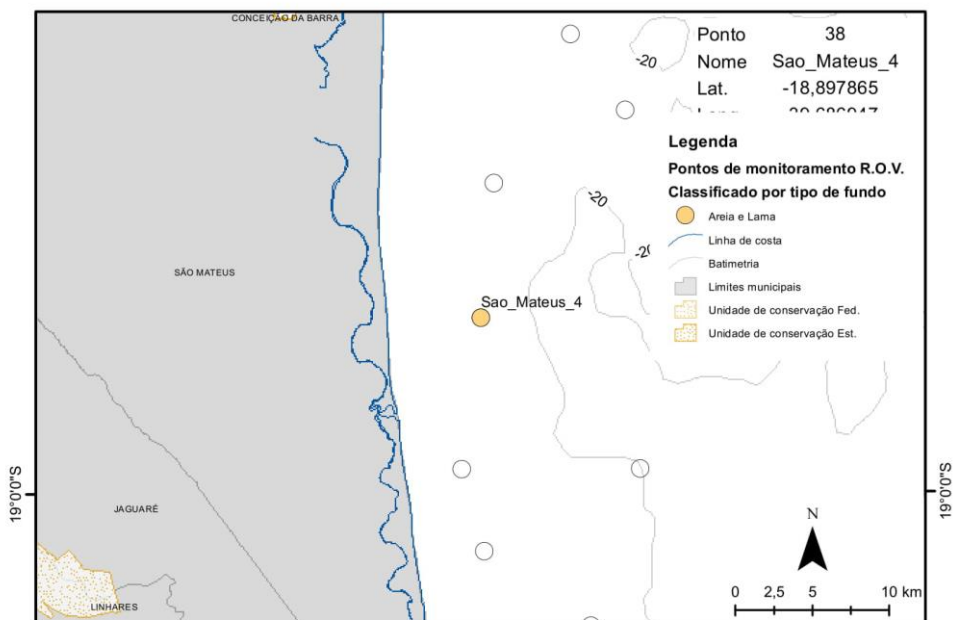 CONCEIÇÃO DA BARRA
Ponto 38
Nome Sao_Mateus_4
Lat. -18,897865
-20
Legenda
Pontos de monitoramento R.O.V.
Classificado por tipo de fundo
Areia e Lama
Linha de costa
Batimetria
Limites municipais
Unidade de conservação Fed.
Unidade de conservação Est.
-20
SÃO MATEUS
Sao_Mateus_4
19°0'0"S
19°0'0"S
JAGUARÉ
LINHARES
N
0 2,5 5 10 km